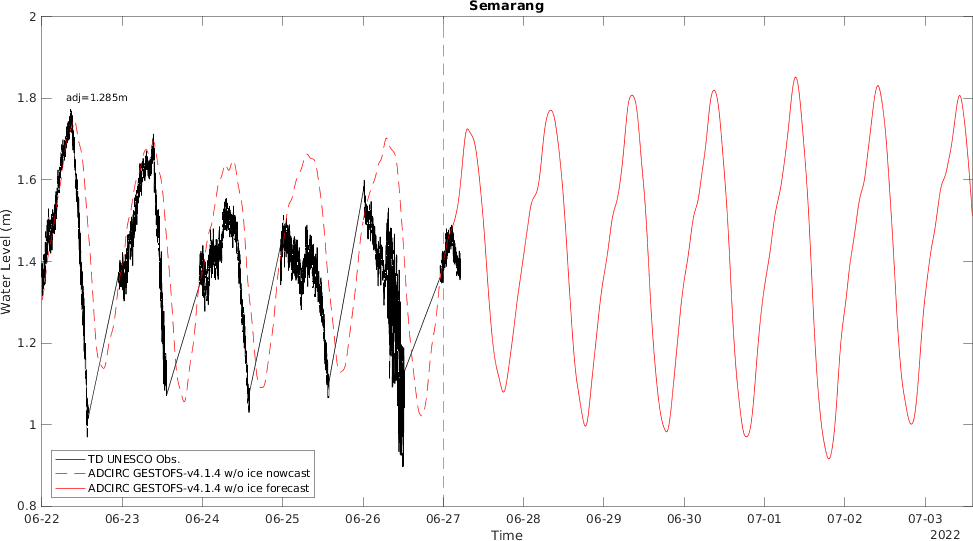 Semarang
2
1.8
1.6
1.4
1.2
1
0.8
Water Level (m)
adj=1.285m
TD UNESCO Obs.
ADCIRC GESTOFS-v4.1.4 w/o ice nowcast
ADCIRC GESTOFS-v4.1.4 w/o ice forecast
06-22 06-23 06-24 06-25 06-26 06-27 06-28 06-29 06-30 07-01 07-02 07-03
2022
Time